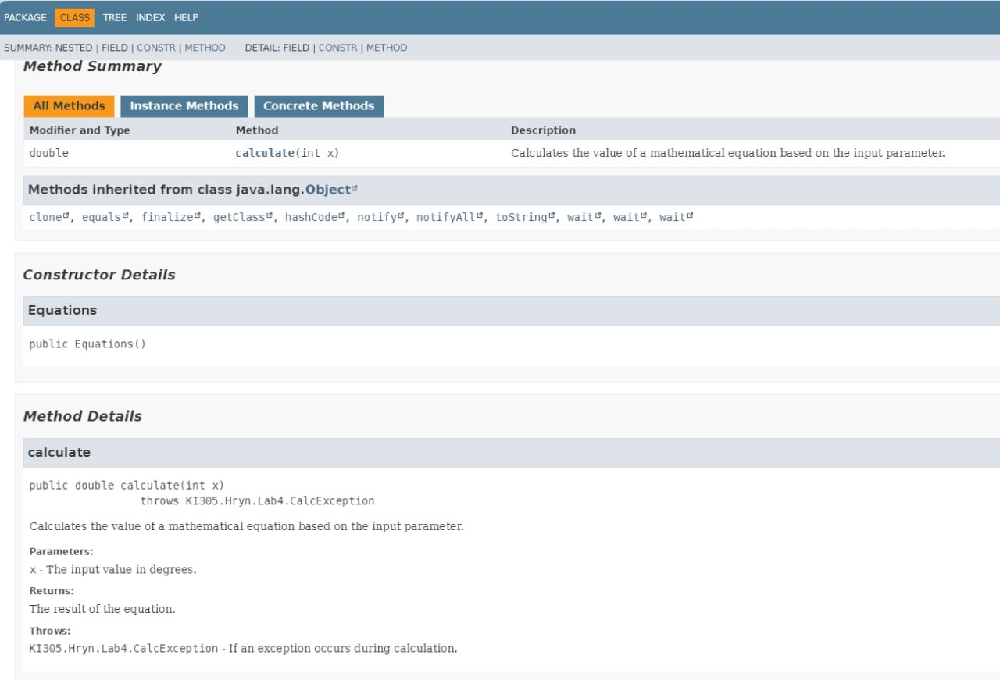 PACKAGE CLASS TREE INDEX HELP
SUMMARY: NESTED | FIELD | CONSTR | METHOD DETAIL: FIELD | CONSTR | METHOD
Method Summary
All Methods Instance Methods Concrete Methods
Modifier and Type Method Description
double calculate(int x) Calculates the value of a mathematical equation based on the input parameter.
Methods inherited from class java.lang.Object
clone, equals, finalize, getClass, hashCode, notify, notifyAll, toString, wait, wait, wait
Constructor Details
Equations
public Equations()
Method Details
calculate
public double calculate(int x)
throws KI305.Hryn.Lab4.CalcException
Calculates the value of a mathematical equation based on the input parameter.
Parameters:
x - The input value in degrees.
Returns:
The result of the equation.
Throws:
KI305.Hryn.Lab4.CalcException - If an exception occurs during calculation.